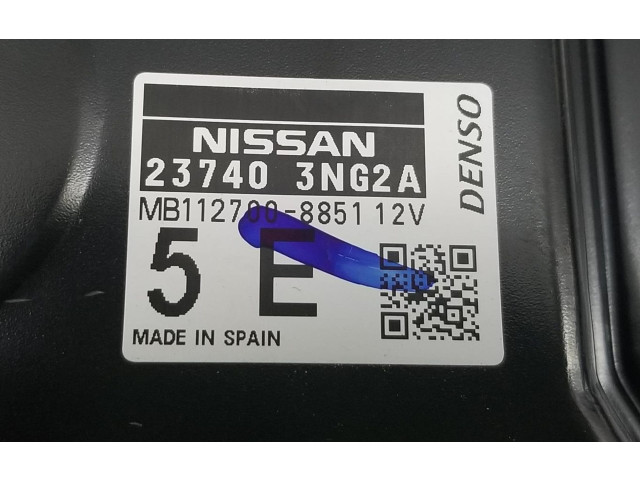 NISSAN
23740 3NG2A
MB112700-8851 12V
5 E
MADE IN SPAIN
DENSO